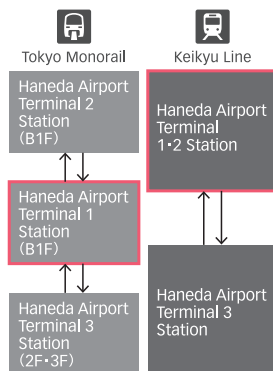 Tokyo Monorail
Haneda Airport
Terminal 2
Station
(B1F)
Haneda Airport
Terminal 1
Station
(B1F)
Haneda Airport
Terminal 3
Station
(2F・3F)
Keikyu Line
Haneda Airport
Terminal
1・2 Station
Haneda Airport
Terminal 3
Station